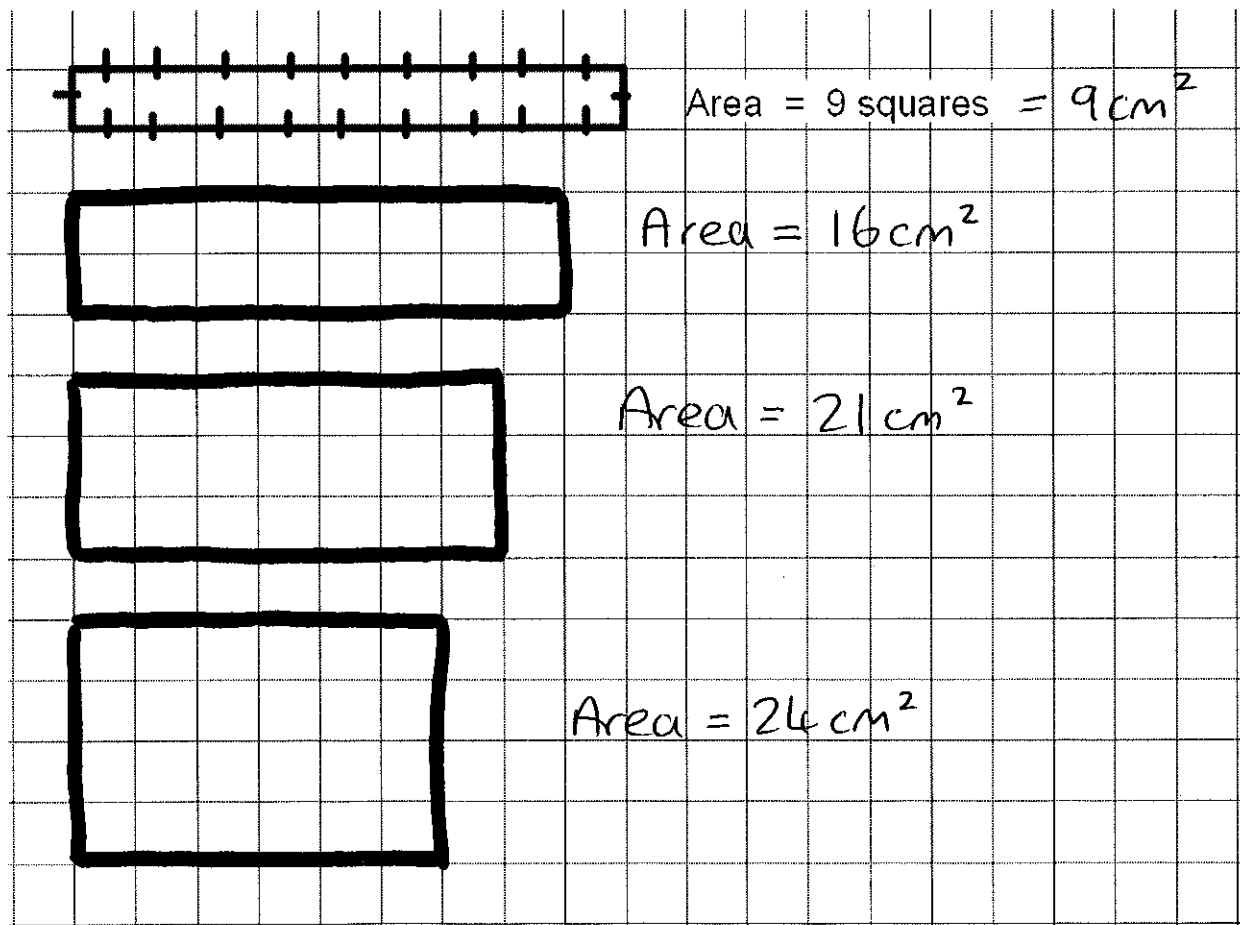 Area = 9 squares = 9cm²
Area = 16cm²
Area = 21cm²
Area = 24cm²